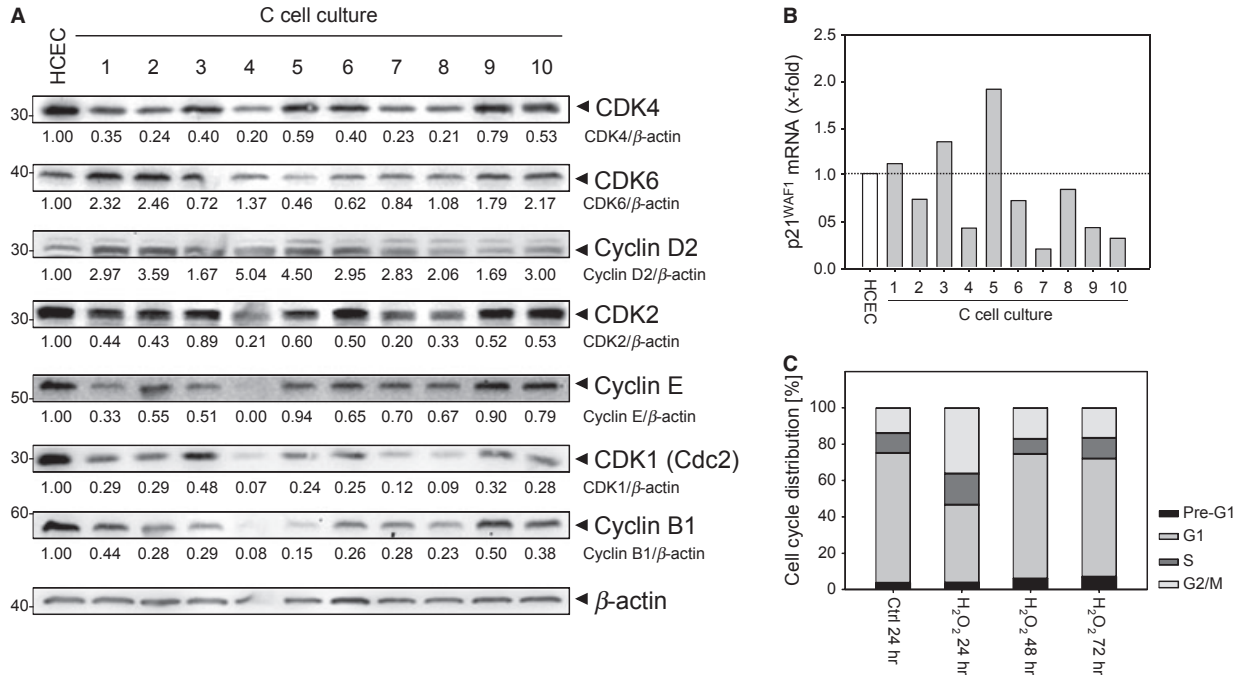 A
C cell culture
HCEC 1 2 3 4 5 6 7 8 9 10
30 CDK4
1.00 0.35 0.24 0.40 0.20 0.59 0.40 0.23 0.21 0.79 0.53 CDK4/β-actin
40 CDK6
1.00 2.32 2.46 0.72 1.37 0.46 0.62 0.84 1.08 1.79 2.17 CDK6/β-actin
30 Cyclin D2
1.00 2.97 3.59 1.67 5.04 4.50 2.95 2.83 2.06 1.69 3.00 Cyclin D2/β-actin
30 CDK2
1.00 0.44 0.43 0.89 0.21 0.60 0.50 0.20 0.33 0.52 0.53 CDK2/β-actin
50 Cyclin E
1.00 0.33 0.55 0.51 0.00 0.94 0.65 0.70 0.67 0.90 0.79 Cyclin E/β-actin
30 CDK1 (Cdc2)
1.00 0.29 0.29 0.48 0.07 0.24 0.25 0.12 0.09 0.32 0.28 CDK1/β-actin
60 Cyclin B1
1.00 0.44 0.28 0.29 0.08 0.15 0.26 0.28 0.23 0.50 0.38 Cyclin B1/β-actin
40 β-actin
B
p21WAF1 mRNA (x-fold)
2.5
2.0
1.5
1.0
05
0.0
HCEC 1 2 3 4 5 6 7 8 9 10
C cell culture
C
Cell cycle distribution [%]
100
80
60
40
20
0
Ctrl 24 hr
H2O2 24 hr
H2O2 48 hr
H2O2 72 hr
Pre-G1
G1
S
G2/M